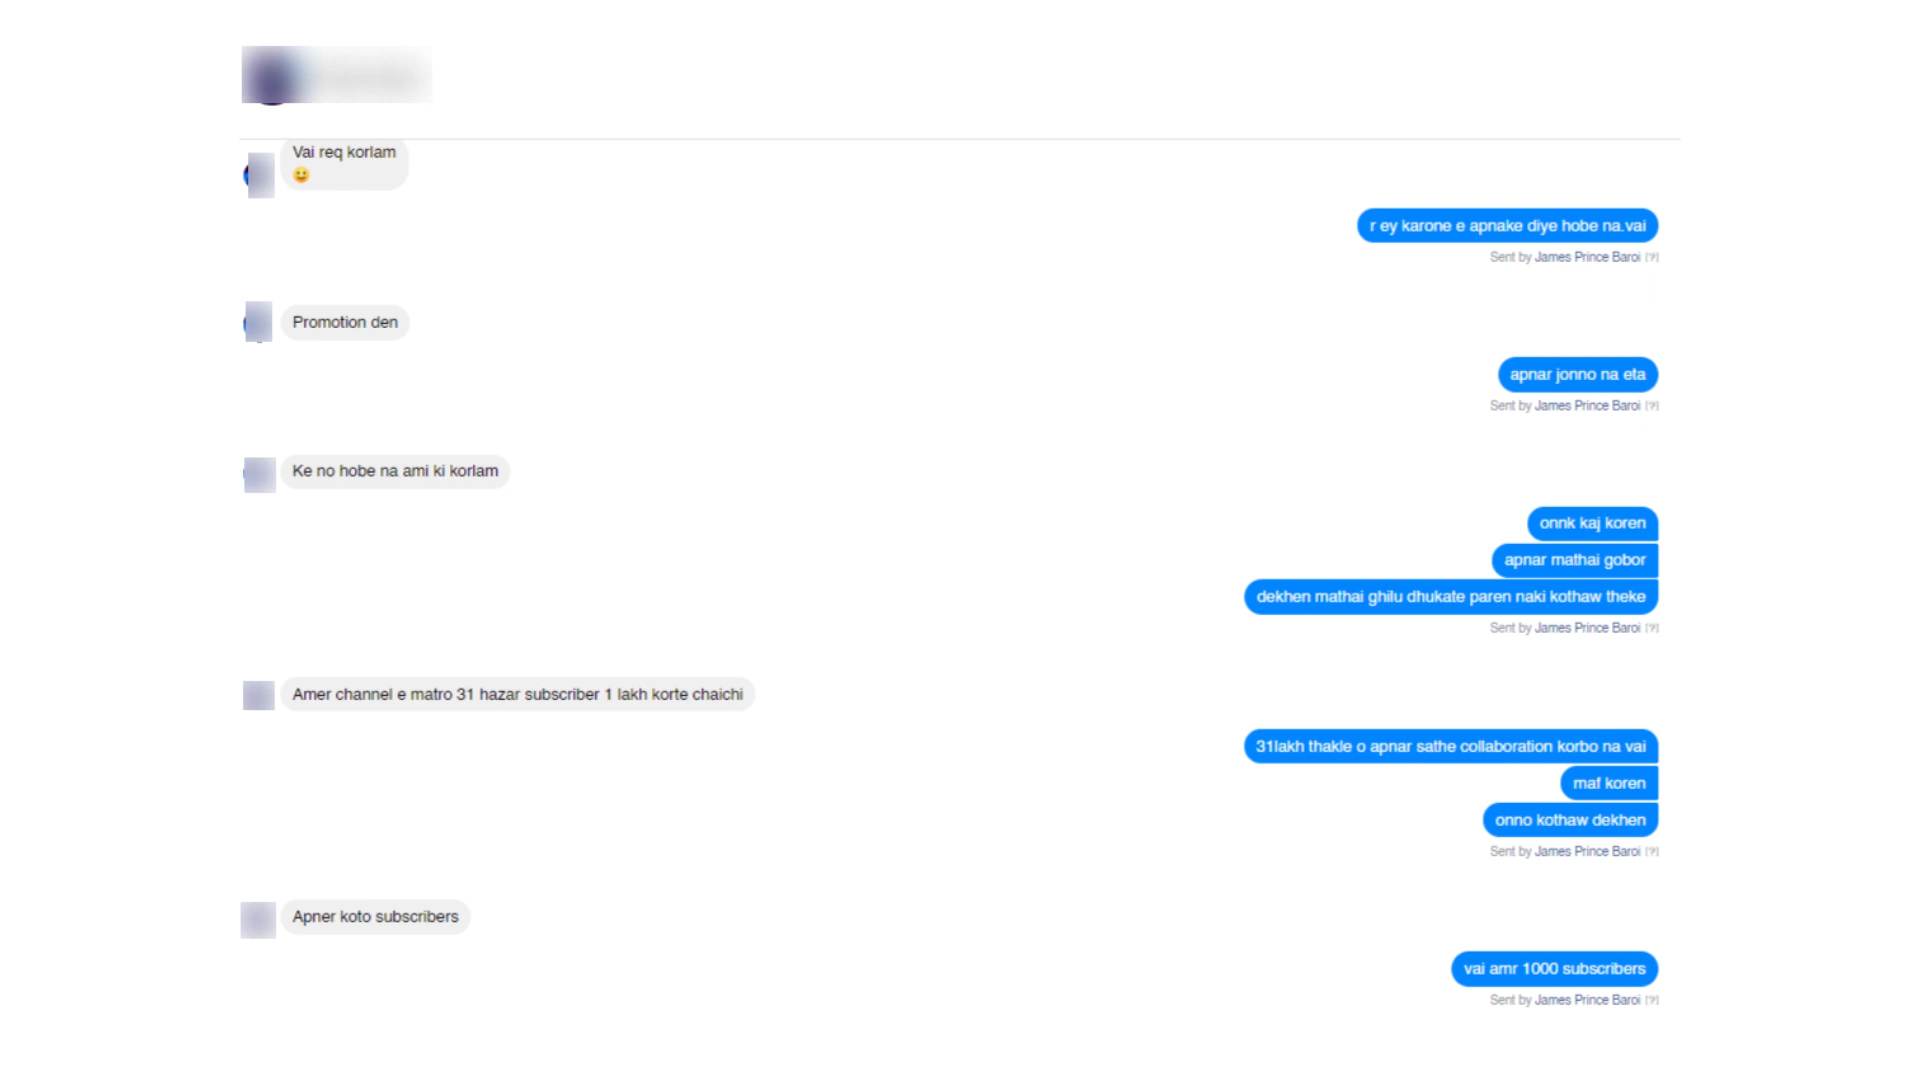 Vai req korlam
😀
r ey karone e apnake diye hobe na.vai
Sent by James Prince Baroi [?]
Promotion den
apnar jonno na eta
Sent by James Prince Baroi [?]
Ke no hobe na ami ki korlam
onnk kaj koren
apnar mathai gobor
dekhen mathai ghilu dhukate paren naki kothaw theke
Sent by James Prince Baroi [?]
Amer channel e matro 31 hazar subscriber 1 lakh korte chaichi
31lakh thakle o apnar sathe collaboration korbo na vai
maf koren
onno kothaw dekhen
Sent by James Prince Baroi [?]
Apner koto subscribers
vai amr 1000 subscribers
Sent by James Prince Baroi [?]